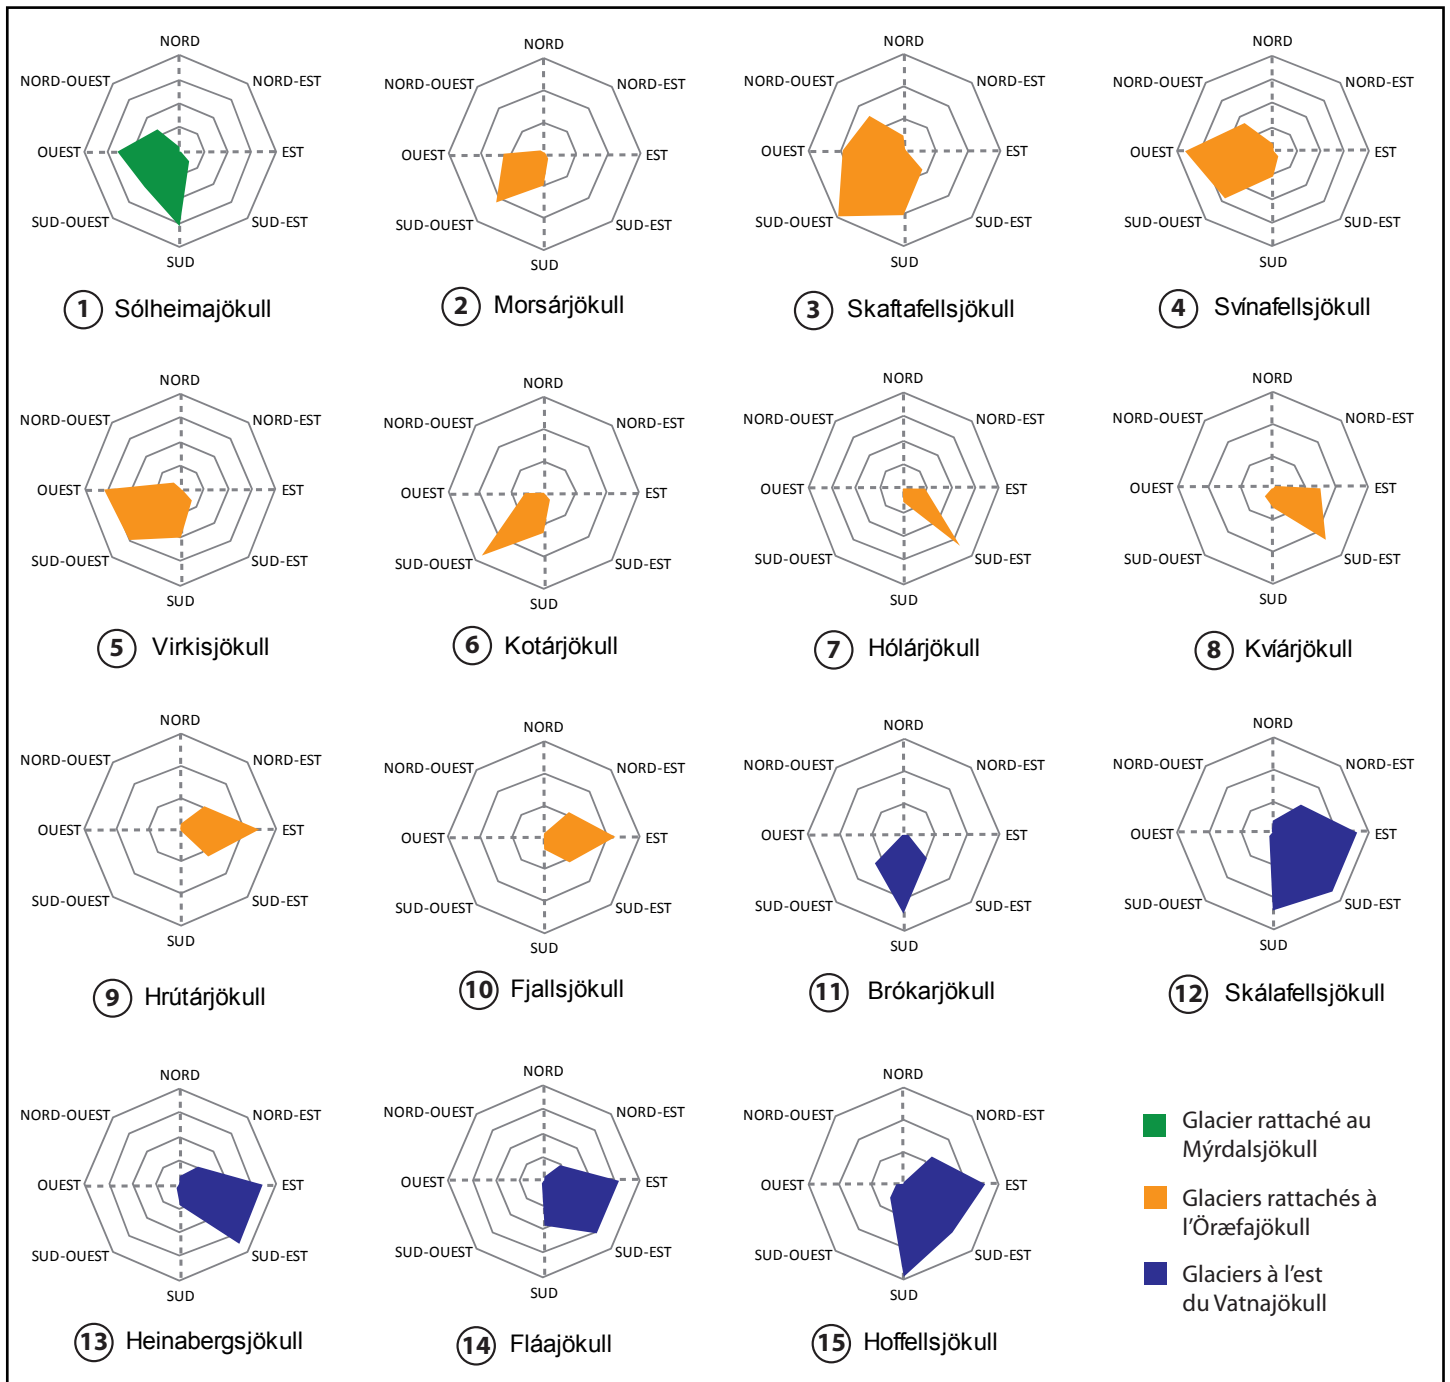 NORD
NORD-OUEST
NORD-EST
OUEST
EST
SUD-OUEST
SUD-EST
SUD
1 Sólheimajökull
NORD
NORD-OUEST
NORD-EST
OUEST
EST
SUD-OUEST
SUD-EST
SUD
2 Morsárjökull
NORD
NORD-OUEST
NORD-EST
OUEST
EST
SUD-OUEST
SUD-EST
SUD
3 Skaftafellsjökull
NORD
NORD-OUEST
NORD-EST
OUEST
EST
SUD-OUEST
SUD-EST
SUD
4 Svínafellsjökull
NORD
NORD-OUEST
NORD-EST
OUEST
EST
SUD-OUEST
SUD-EST
SUD
5 Virkisjökull
NORD
NORD-OUEST
NORD-EST
OUEST
EST
SUD-OUEST
SUD-EST
SUD
6 Kotárjökull
NORD
NORD-OUEST
NORD-EST
OUEST
EST
SUD-OUEST
SUD-EST
SUD
7 Hólárjökull
NORD
NORD-OUEST
NORD-EST
OUEST
EST
SUD-OUEST
SUD-EST
SUD
8 Kvíárjökull
NORD
NORD-OUEST
NORD-EST
OUEST
EST
SUD-OUEST
SUD-EST
SUD
9 Hrútárjökull
NORD
NORD-OUEST
NORD-EST
OUEST
EST
SUD-OUEST
SUD-EST
SUD
10 Fjallsjökull
NORD
NORD-OUEST
NORD-EST
OUEST
EST
SUD-OUEST
SUD-EST
SUD
11 Brókarjökull
NORD
NORD-OUEST
NORD-EST
OUEST
EST
SUD-OUEST
SUD-EST
SUD
12 Skálafellsjökull
NORD
NORD-OUEST
NORD-EST
OUEST
EST
SUD-OUEST
SUD-EST
SUD
13 Heinabergsjökull
NORD
NORD-OUEST
NORD-EST
OUEST
EST
SUD-OUEST
SUD-EST
SUD
14 Fláajökull
NORD
NORD-OUEST
NORD-EST
OUEST
EST
SUD-OUEST
SUD-EST
SUD
15 Hoffellsjökull
Glacier rattaché au
Mýrdalsjökull
Glaciers rattachés à
l'Öræfajökull
Glaciers à l'est
du Vatnajökull